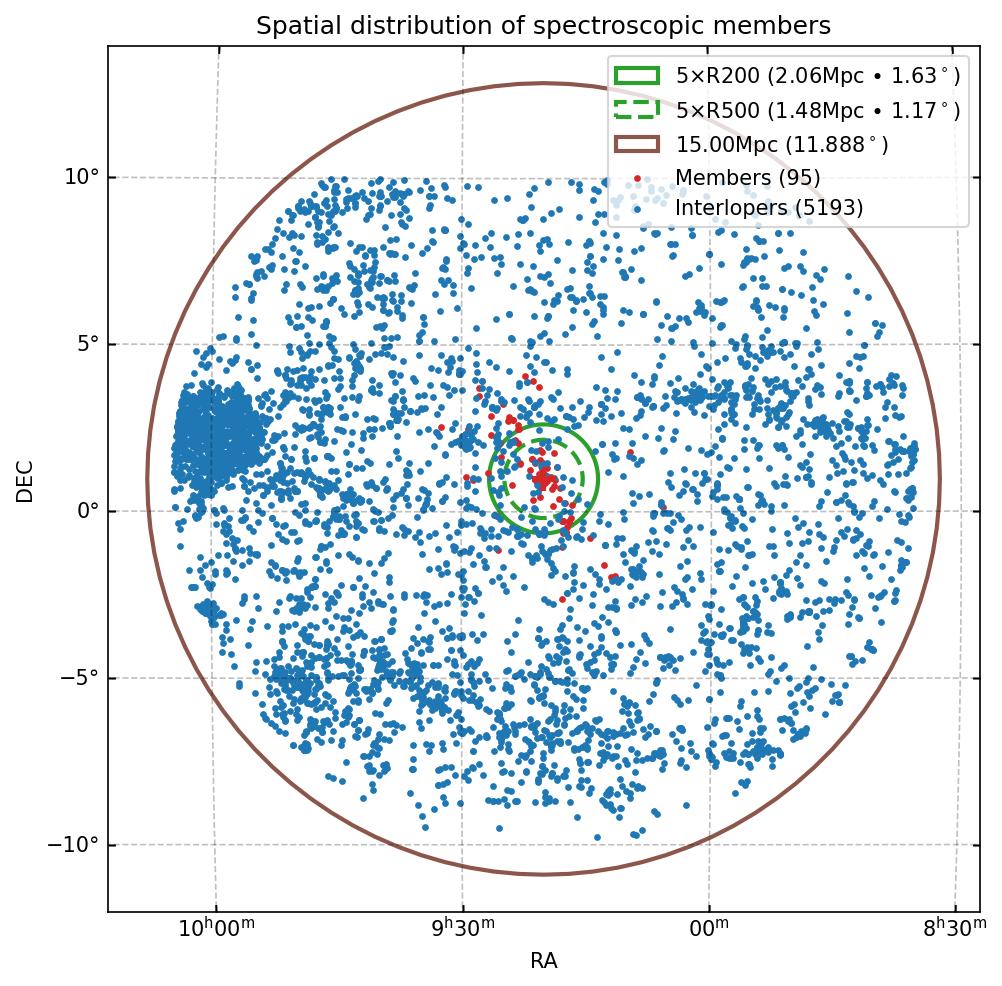 Spatial distribution of spectroscopic members
5×R200 (2.06Mpc • 1.63°)
5×R500 (1.48Mpc • 1.17°)
15.00Mpc (11.888°)
Members (95)
Interlopers (5193)
10°
5°
0°
−5°
−10°
DEC
10ʰ00ᵐ 9ʰ30ᵐ 00ᵐ 8ʰ30ᵐ
RA